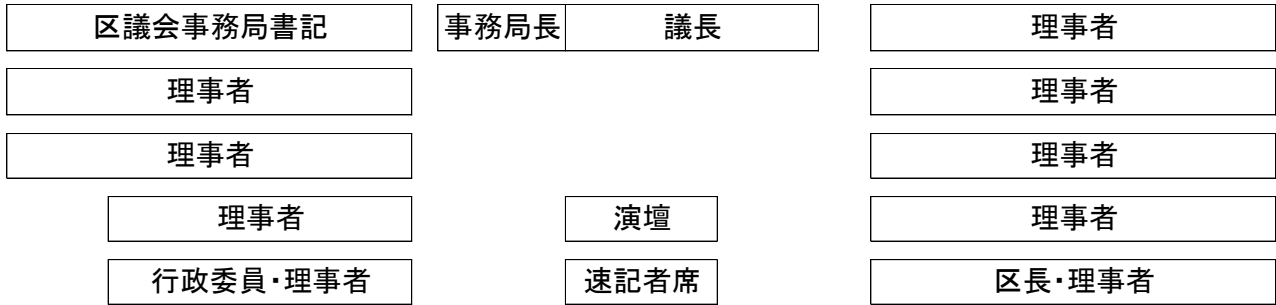 区議会事務局書記
事務局長
議長
理事者
理事者
理事者
理事者
理事者
理事者
演壇
理事者
行政委員・理事者
速記者席
区長・理事者